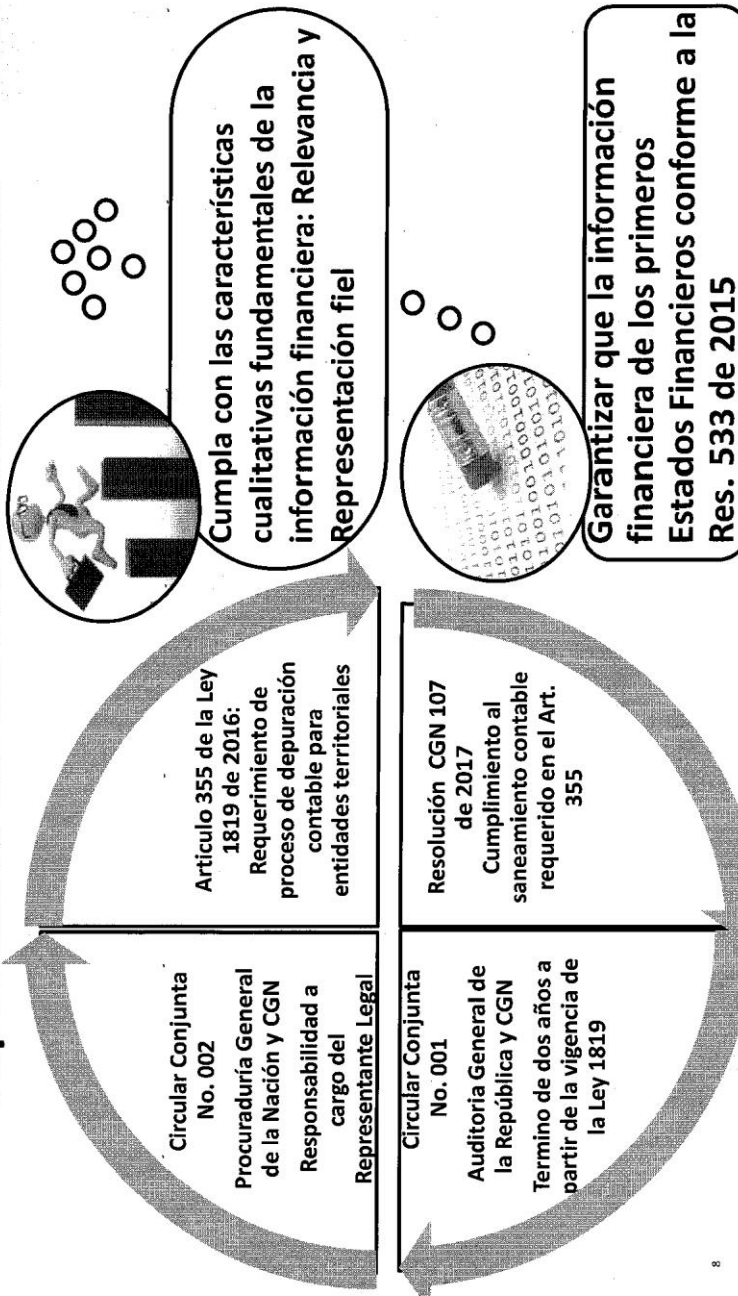 Circular Conjunta
No. 002
Procuraduría General
de la Nación y CGN
Responsabilidad a
cargo del
Representante Legal
Articulo 355 de la Ley
1819 de 2016:
Requerimiento de
proceso de depuración
contable para
entidades territoriales
Cumpla con las características
cualitativas fundamentales de la
información financiera: Relevancia y
Representación fiel
Circular Conjunta
No. 001
Auditoria General de
la República y CGN
Termino de dos años a
partir de la vigencia de
la Ley 1819
Resolución CGN 107
de 2017
Cumplimiento al
saneamiento contable
requerido en el Art.
355
Garantizar que la información
financiera de los primeros
Estados Financieros conforme a la
Res. 533 de 2015
8